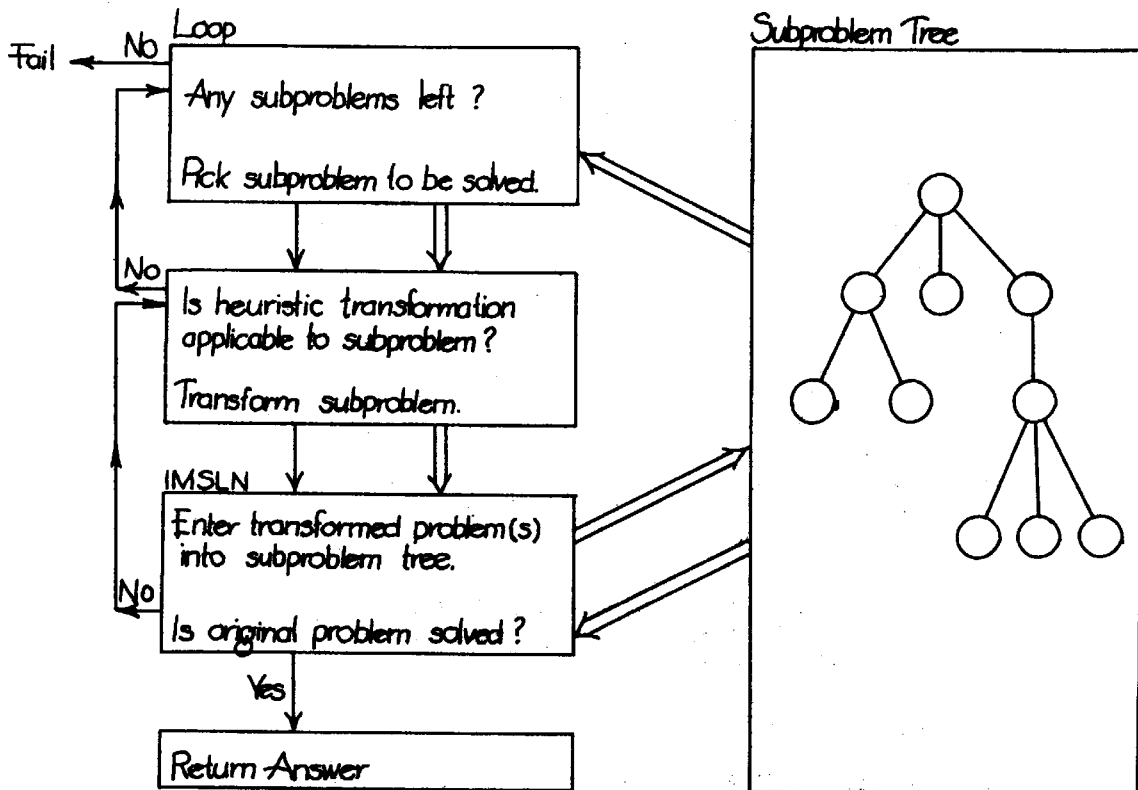 Loop
Fail
No
Any subproblems left ?
Pick subproblem to be solved.
No
Is heuristic transformation
applicable to subproblem ?
Transform subproblem.
IMSLN
Enter transformed problem(s)
into subproblem tree.
No
Is original problem solved ?
Yes
Return Answer
Subproblem Tree